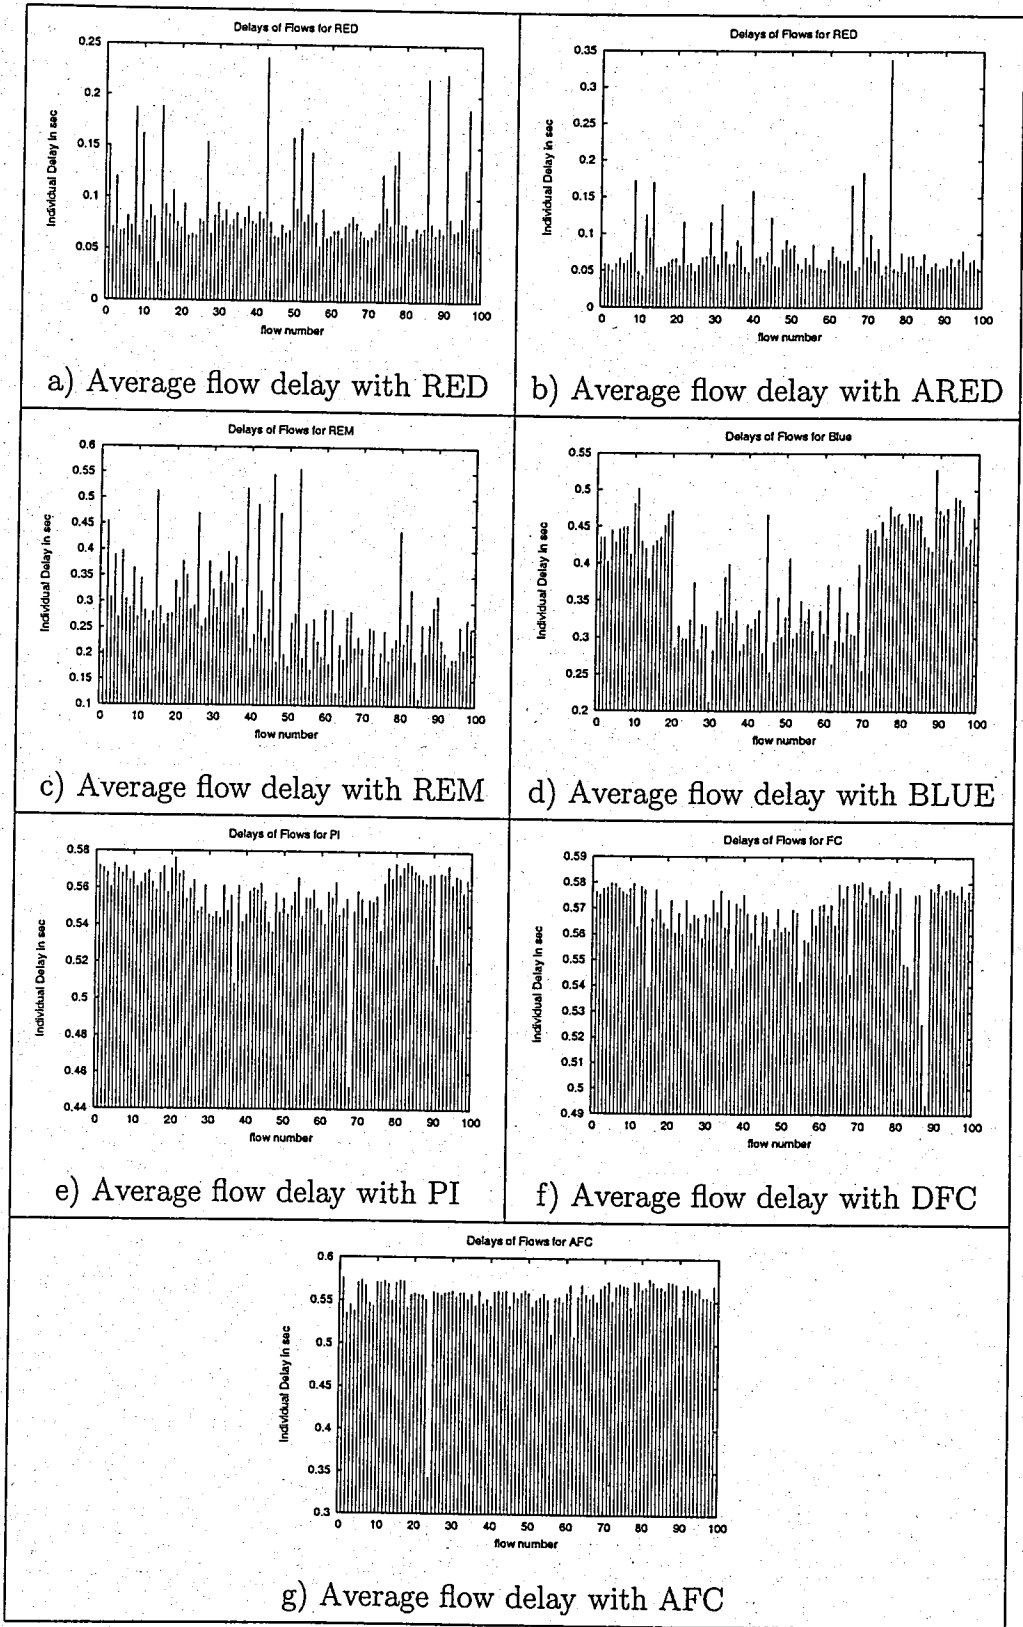 Delays of Flows for RED
0.25
0.2
0.15
0.1
0.05
0
Individual Delay in sec
0 10 20 30 40 50 60 70 80 90 100
flow number
a) Average flow delay with RED
Delays of Flows for RED
0.35
0.3
0.25
0.2
0.15
0.1
0.05
0
Individual Delay in sec
0 10 20 30 40 50 60 70 80 90 100
flow number
b) Average flow delay with ARED
Delays of Flows for REM
0.6
0.55
0.5
0.45
0.4
0.35
0.3
0.25
0.2
0.15
0.1
Individual Delay in sec
0 10 20 30 40 50 60 70 80 90 100
flow number
c) Average flow delay with REM
Delays of Flows for Blue
0.55
0.5
0.45
0.4
0.35
0.3
0.25
0.2
Individual Delay in sec
0 10 20 30 40 50 60 70 80 90 100
flow number
d) Average flow delay with BLUE
Delays of Flows for PI
0.58
0.56
0.54
0.52
0.5
0.48
0.46
0.44
Individual Delay in sec
0 10 20 30 40 50 60 70 80 90 100
flow number
e) Average flow delay with PI
Delays of Flows for FC
0.59
0.58
0.57
0.56
0.55
0.54
0.53
0.52
0.51
0.5
0.49
Individual Delay in sec
0 10 20 30 40 50 60 70 80 90 100
flow number
f) Average flow delay with DFC
Delays of Flows for AFC
0.6
0.55
0.5
0.45
0.4
0.35
0.3
Individual Delay in sec
0 10 20 30 40 50 60 70 80 90 100
flow number
g) Average flow delay with AFC